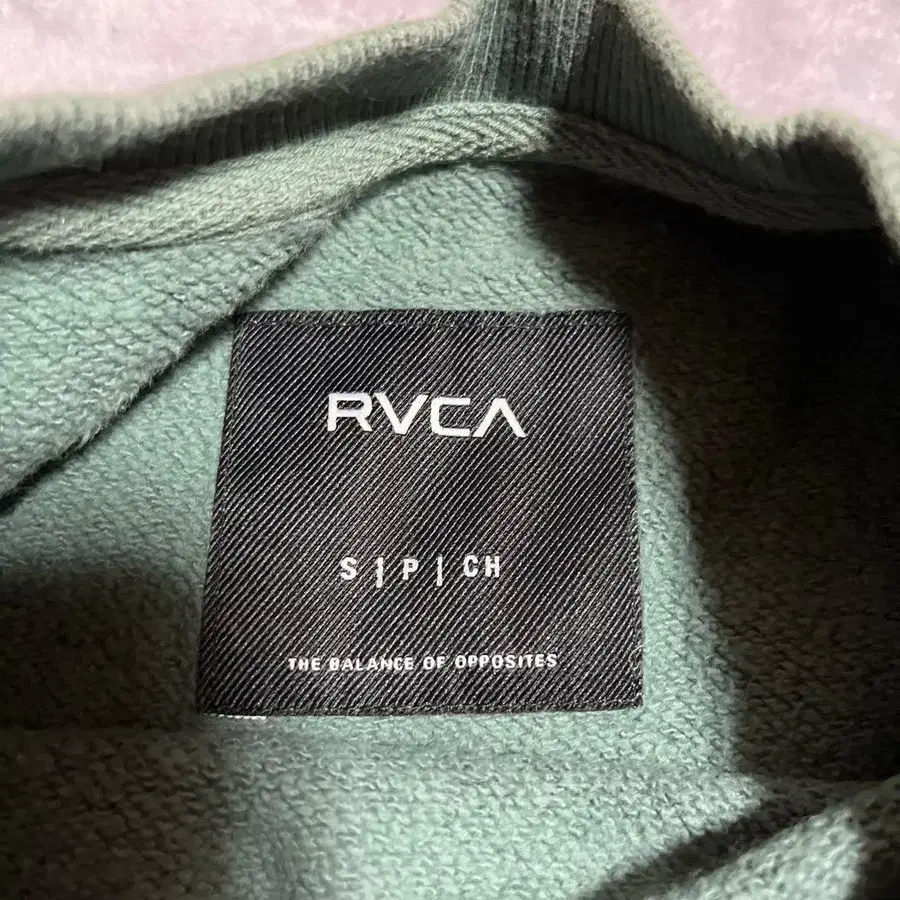 RVCA
S | P | CH
THE BALANCE OF OPPOSITES